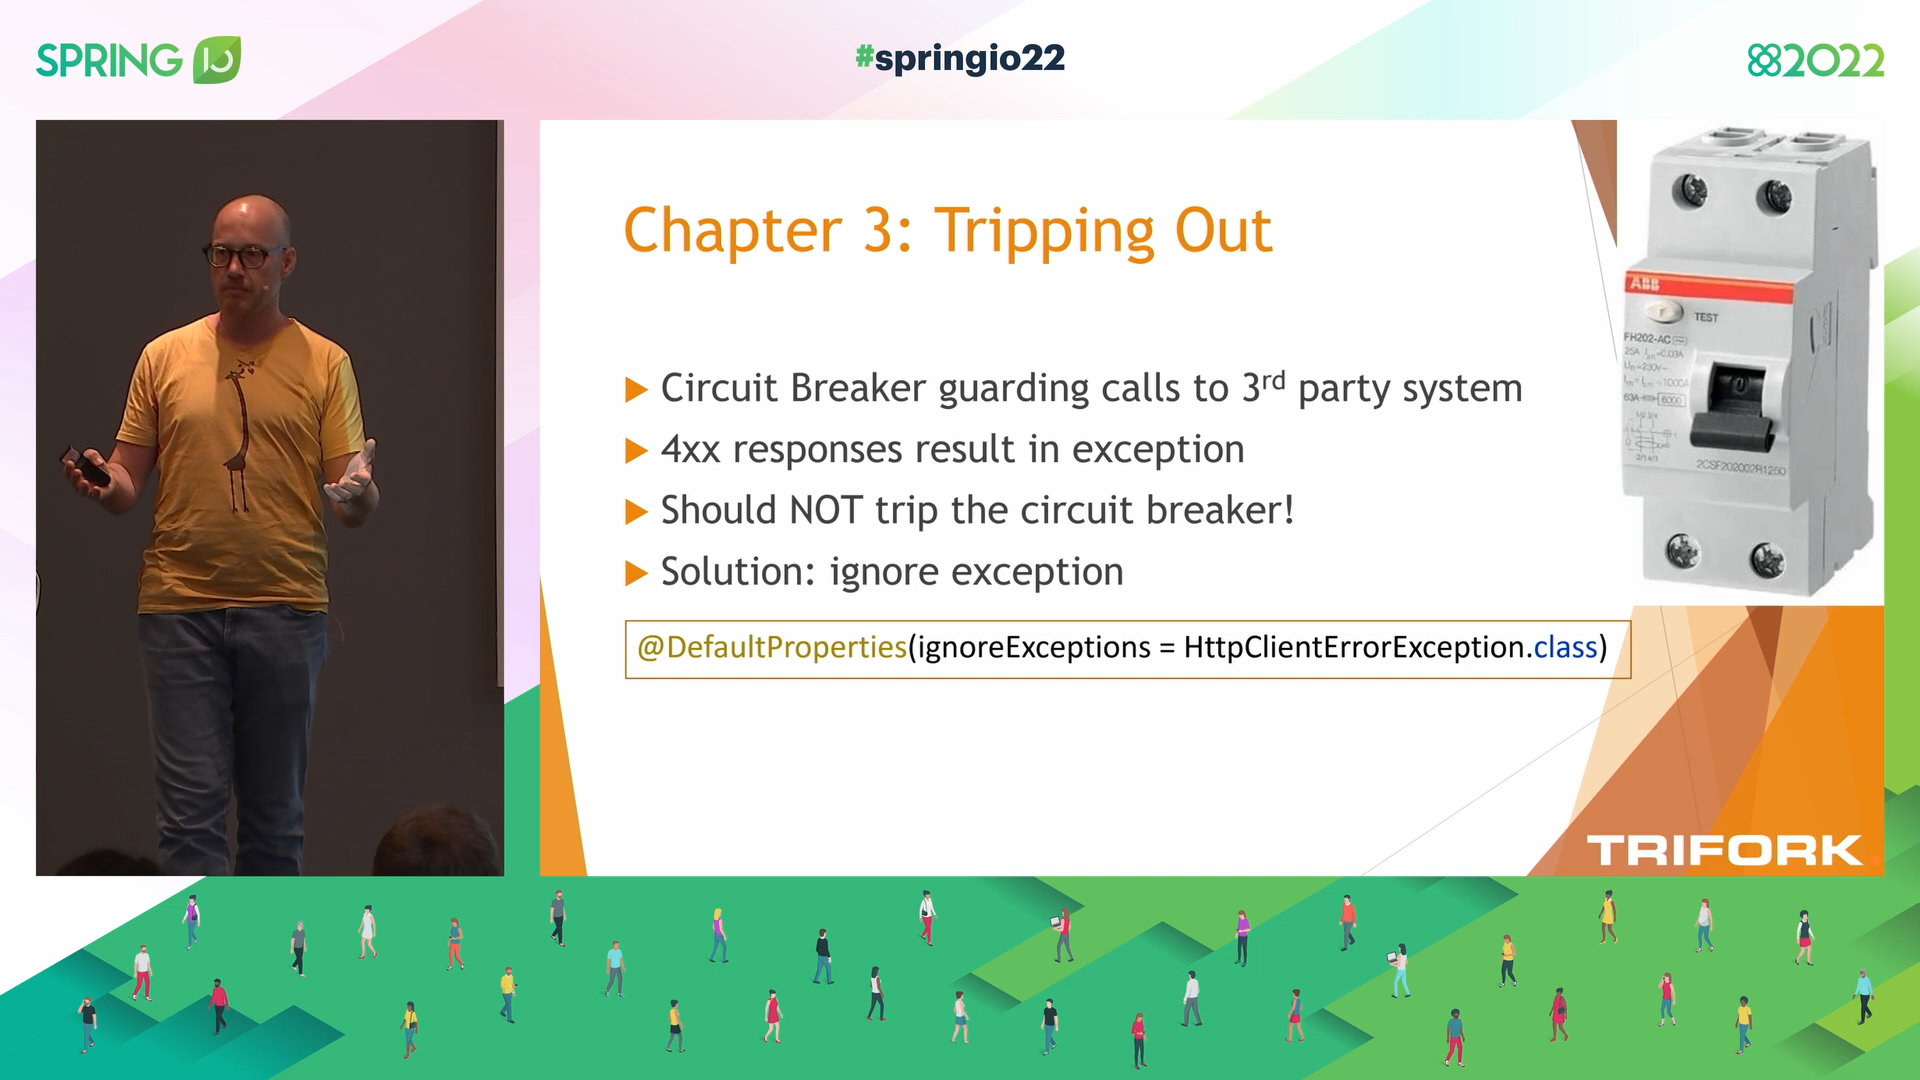 SPRING IO
#springio22
2022
Chapter 3: Tripping Out
Circuit Breaker guarding calls to 3rd party system
4xx responses result in exception
Should NOT trip the circuit breaker!
Solution: ignore exception
@DefaultProperties(ignoreExceptions = HttpClientErrorException.class)
ABB
TEST
FH202-AC
2CSF202002R1250
TRIFORK